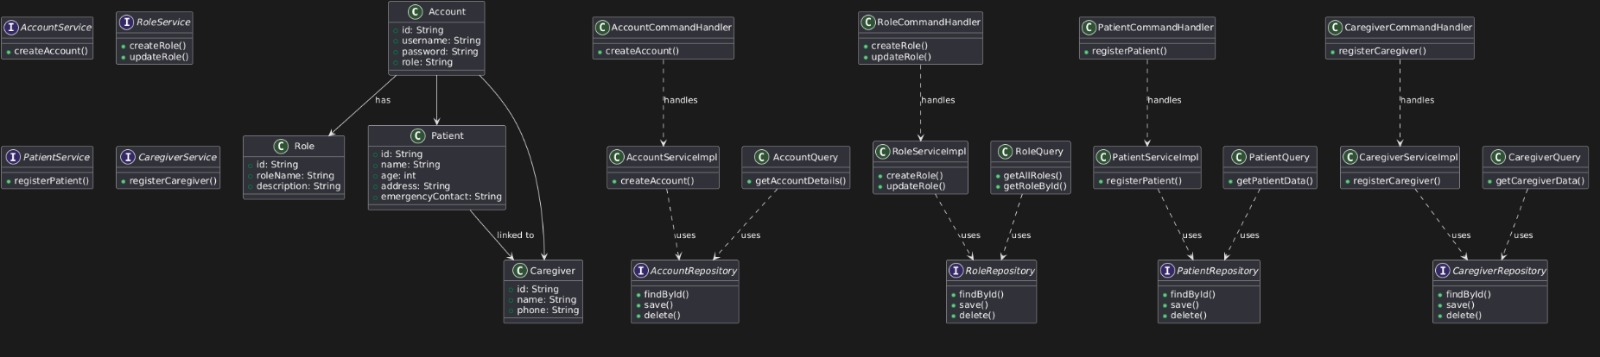 AccountService
createAccount()
RoleService
createRole()
updateRole()
Account
id: String
username: String
password: String
role: String
AccountCommandHandler
createAccount()
RoleCommandHandler
createRole()
updateRole()
PatientCommandHandler
registerPatient()
CaregiverCommandHandler
registerCaregiver()
has
handles
handles
handles
handles
PatientService
registerPatient()
CaregiverService
registerCaregiver()
Role
id: String
roleName: String
description: String
Patient
id: String
name: String
age: int
address: String
emergencyContact: String
AccountServiceImpl
createAccount()
AccountQuery
getAccountDetails()
RoleServiceImpl
createRole()
updateRole()
RoleQuery
getAllRoles()
getRoleById()
PatientServiceImpl
registerPatient()
PatientQuery
getPatientData()
CaregiverServiceImpl
registerCaregiver()
CaregiverQuery
getCaregiverData()
linked to
uses
uses
uses
uses
uses
uses
uses
uses
Caregiver
id: String
name: String
phone: String
AccountRepository
findById()
save()
delete()
RoleRepository
findById()
save()
delete()
PatientRepository
findById()
save()
delete()
CaregiverRepository
findById()
save()
delete()